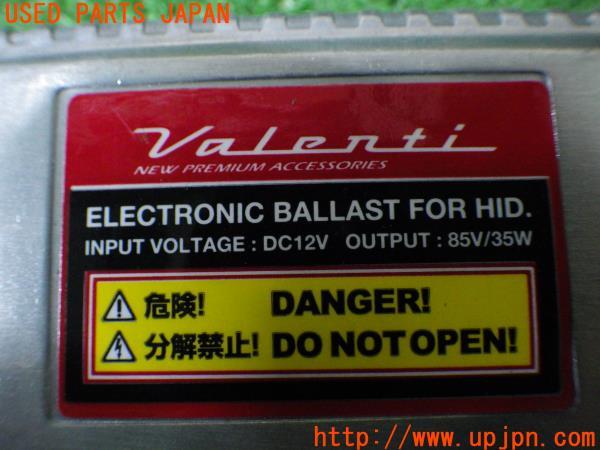 USED PARTS JAPAN
Valenti
NEW PREMIUM ACCESSORIES
ELECTRONIC BALLAST FOR HID.
INPUT VOLTAGE : DC12V OUTPUT : 85V/35W
危険! DANGER!
分解禁止! DO NOT OPEN!
UPJ
http://www.upjpn.com